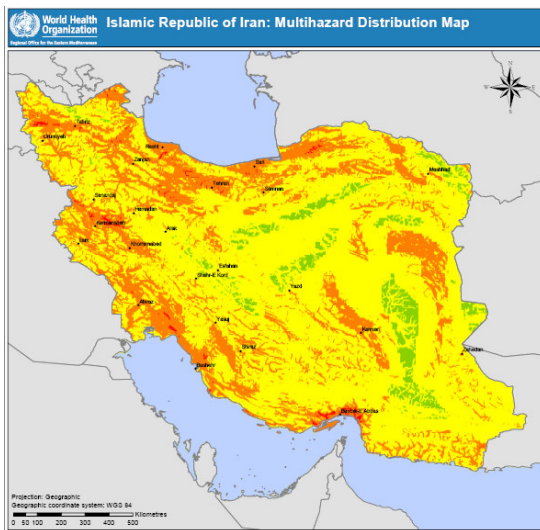 World Health
Organization
Regional Office for the Eastern Mediterranean
Islamic Republic of Iran: Multihazard Distribution Map
N
Tabriz
Urumiyeh
Rasht
Zanjan
Sari
Mashhad
Tehran
Semnan
Sanandaj
Hamadan
Kermanshah
Arak
Ilam
Khorramabad
Esfahan
Shahr-E Kord
Yazd
Ahvaz
Yasuj
Kerman
Shiraz
Zahedan
Bushehr
Bandar-E Abbas
Projection: Geographic
Geographic coordinate system: WGS 84
Kilometres
0 50 100 200 300 400 500